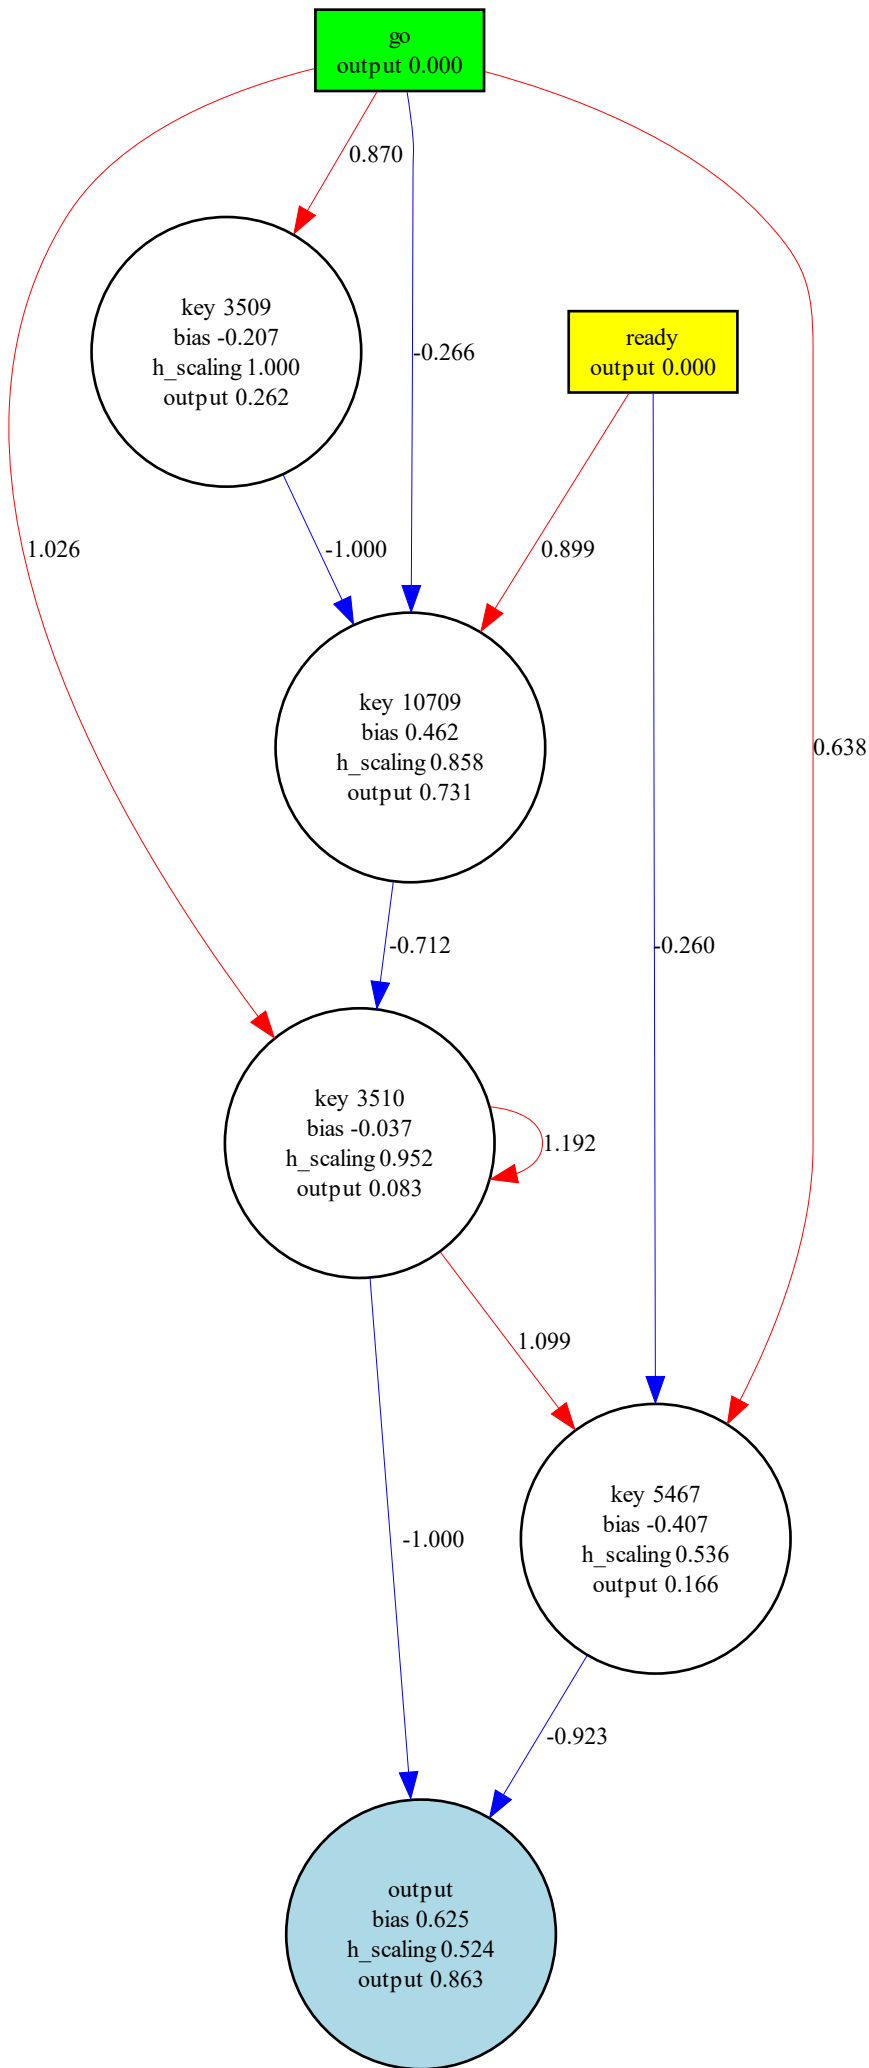 go
output 0.000
0.870
key 3509
bias -0.207
h_scaling 1.000
output 0.262
-0.266
ready
output 0.000
1.026
-1.000
0.899
key 10709
bias 0.462
h_scaling 0.858
output 0.731
0.638
-0.712
-0.260
key 3510
bias -0.037
h_scaling 0.952
output 0.083
1.192
1.099
-1.000
key 5467
bias -0.407
h_scaling 0.536
output 0.166
-0.923
output
bias 0.625
h_scaling 0.524
output 0.863